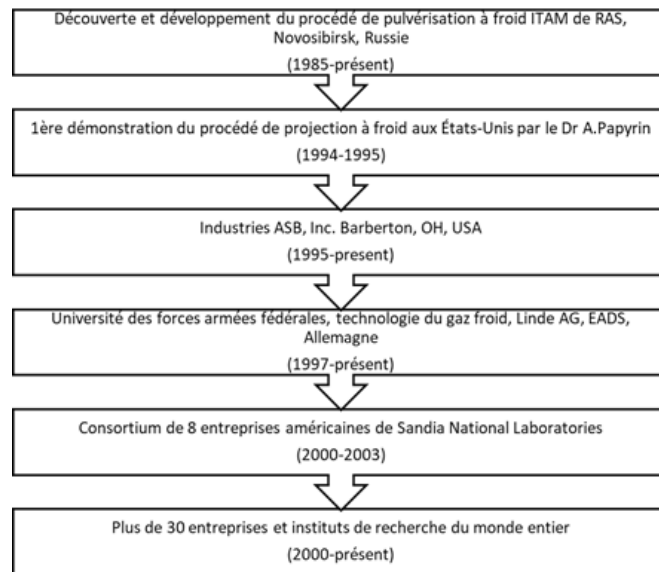 Découverte et développement du procédé de pulvérisation à froid ITAM de RAS,
Novosibirsk, Russie
(1985-présent)
1ère démonstration du procédé de projection à froid aux États-Unis par le Dr A.Papyrin
(1994-1995)
Industries ASB, Inc. Barberton, OH, USA
(1995-present)
Université des forces armées fédérales, technologie du gaz froid, Linde AG, EADS,
Allemagne
(1997-présent)
Consortium de 8 entreprises américaines de Sandia National Laboratories
(2000-2003)
Plus de 30 entreprises et instituts de recherche du monde entier
(2000-présent)